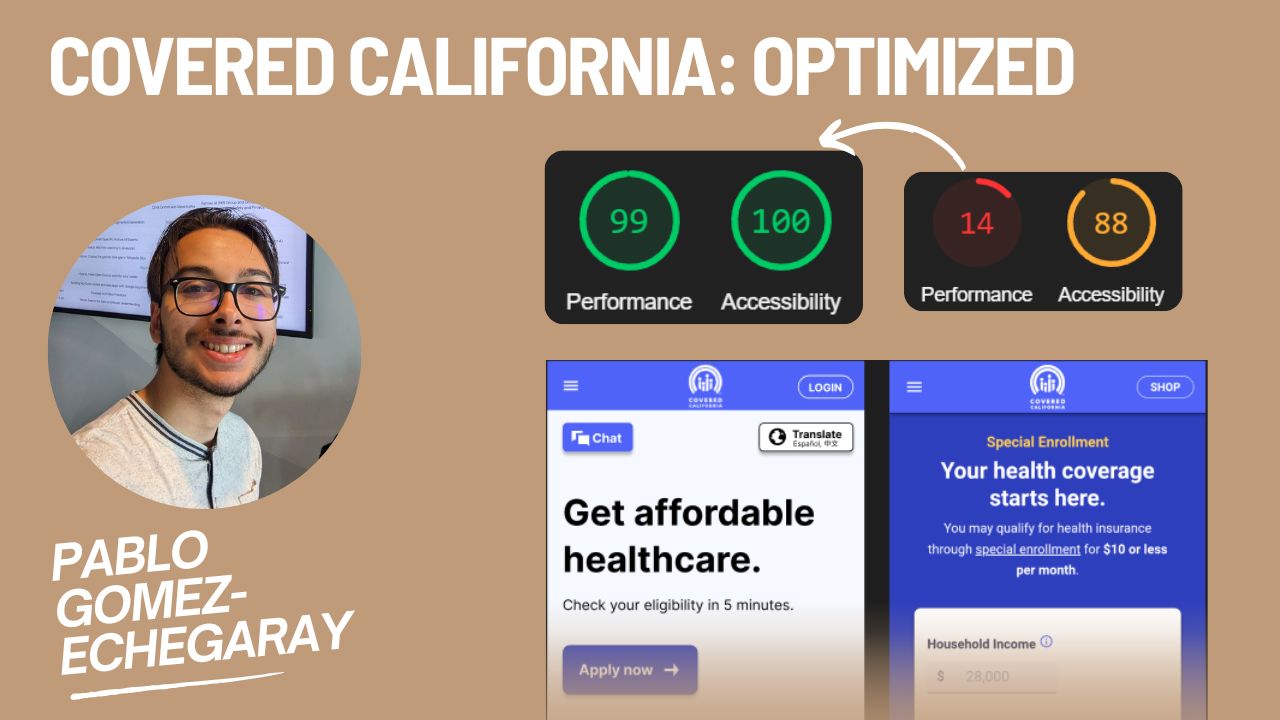 COVERED CALIFORNIA: OPTIMIZED
99
100
Performance
Accessibility
14
88
Performance
Accessibility
PABLO
GOMEZ-
ECHEGARAY
COVERED
CALIFORNIA
LOGIN
Chat
Translate
Español, 中文
Get affordable
healthcare.
Check your eligibility in 5 minutes.
Apply now
COVERED
CALIFORNIA
SHOP
Special Enrollment
Your health coverage
starts here.
You may qualify for health insurance
through special enrollment for $10 or less
per month.
Household Income
$ 28,000